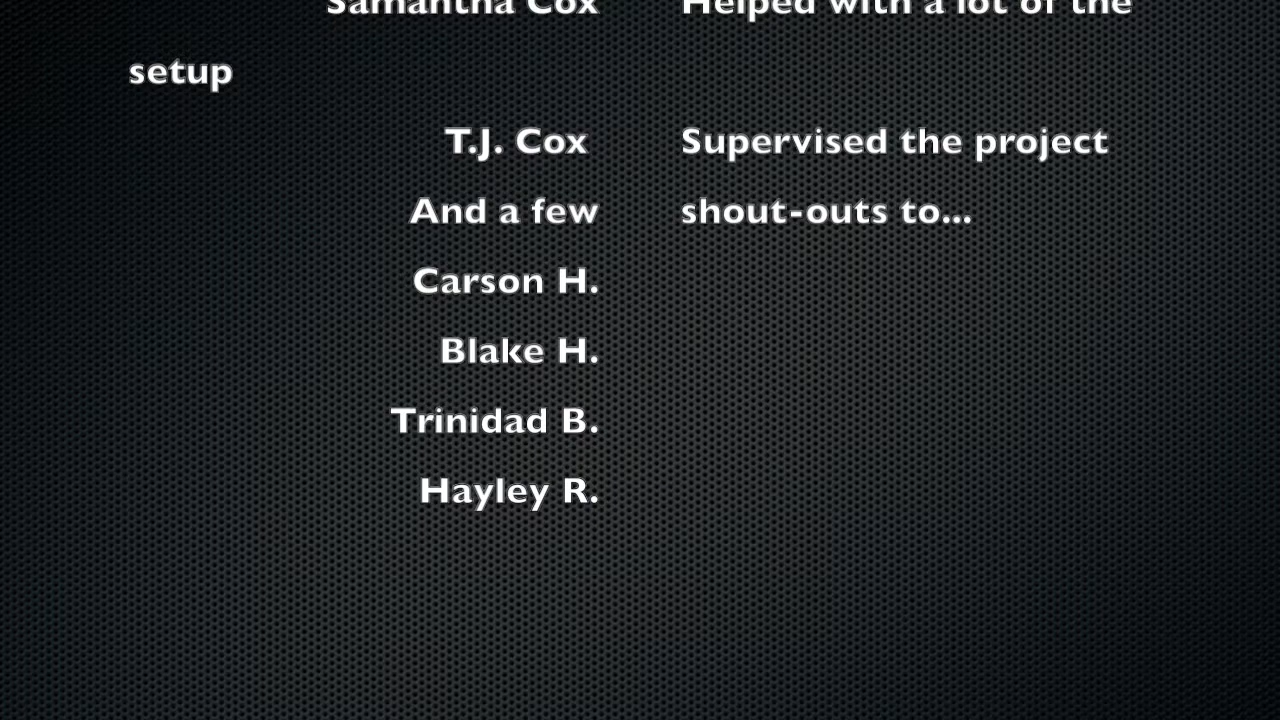 Samantha Cox Helped with a lot of the
setup
T.J. Cox Supervised the project
And a few shout-outs to...
Carson H.
Blake H.
Trinidad B.
Hayley R.